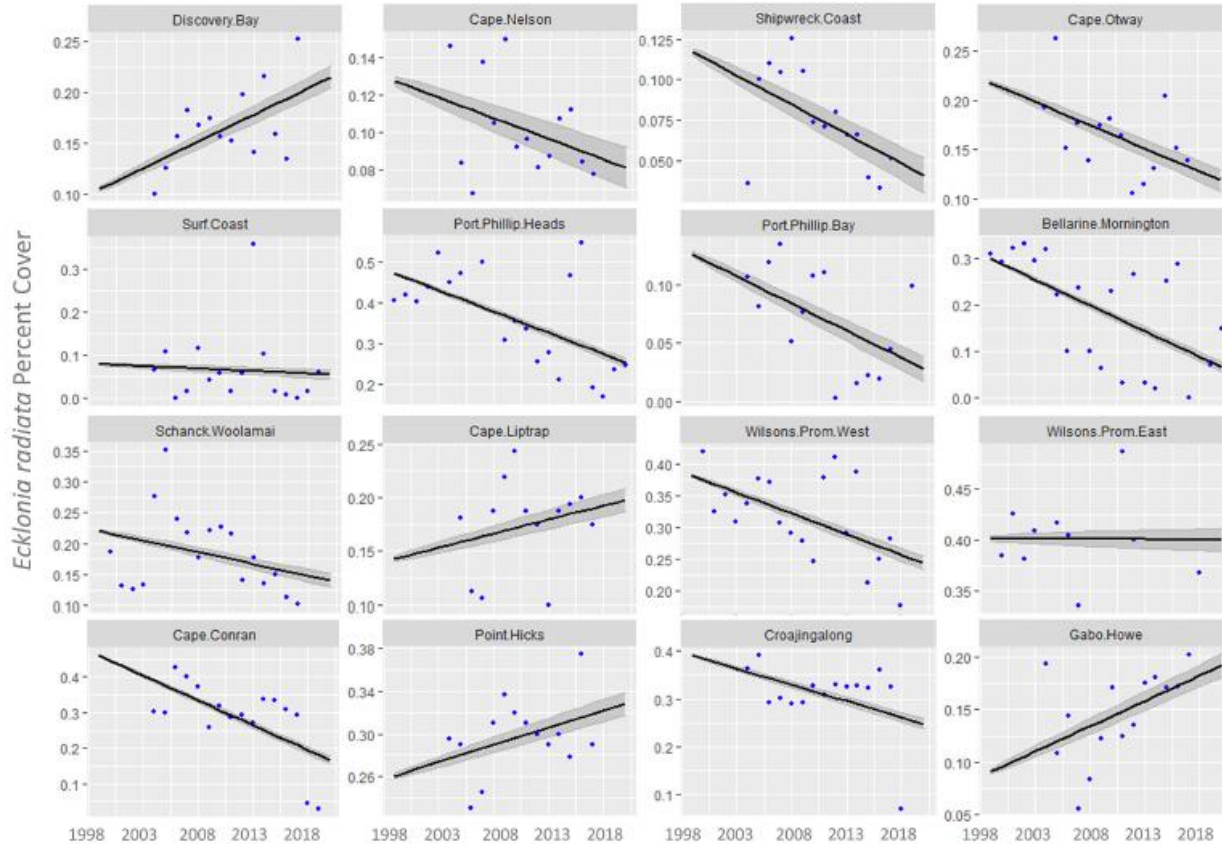 Discovery.Bay Cape.Nelson Shipwreck.Coast Cape.Otway
0.25 0.20 0.15 0.10
0.14 0.12 0.10 0.08
0.125 0.100 0.075 0.050
0.25 0.20 0.15 0.10
Surf.Coast Port.Phillip.Heads Port.Phillip.Bay Bellarine.Mornington
0.3 0.2 0.1 0.0
0.5 0.4 0.3 0.2
0.10 0.05 0.00
0.3 0.2 0.1 0.0
Ecklonia radiata Percent Cover
Schanck.Woolamai Cape.Liptrap Wilsons.Prom.West Wilsons.Prom.East
0.35 0.30 0.25 0.20 0.15 0.10
0.25 0.20 0.15 0.10
0.40 0.35 0.30 0.25 0.20
0.45 0.40 0.35
Cape.Conran Point.Hicks Croajingalong Gabo.Howe
0.4 0.3 0.2 0.1
0.38 0.34 0.30 0.26
0.4 0.3 0.2 0.1
0.20 0.15 0.10 0.05
1998 2003 2008 2013 2018 1998 2003 2008 2013 2018 1998 2003 2008 2013 2018 1998 2003 2008 2013 2018